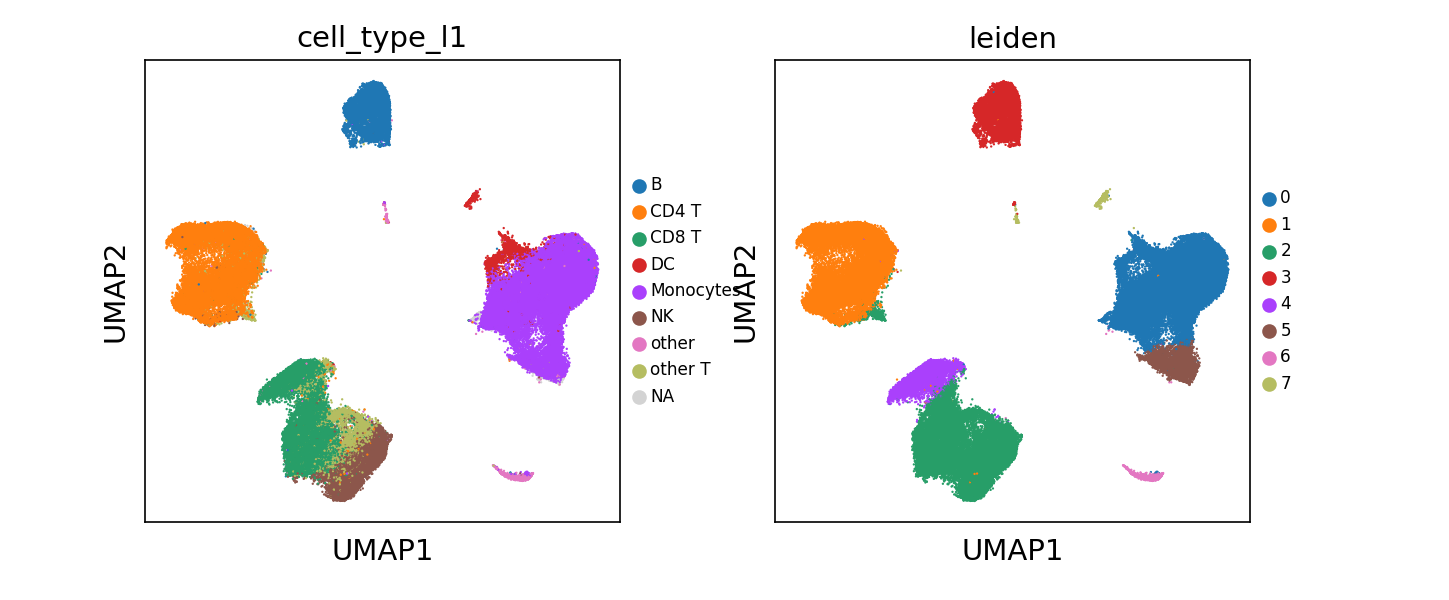 cell_type_l1
UMAP2
UMAP1
B
CD4 T
CD8 T
DC
Monocytes
NK
other
other T
NA
leiden
UMAP2
UMAP1
0
1
2
3
4
5
6
7